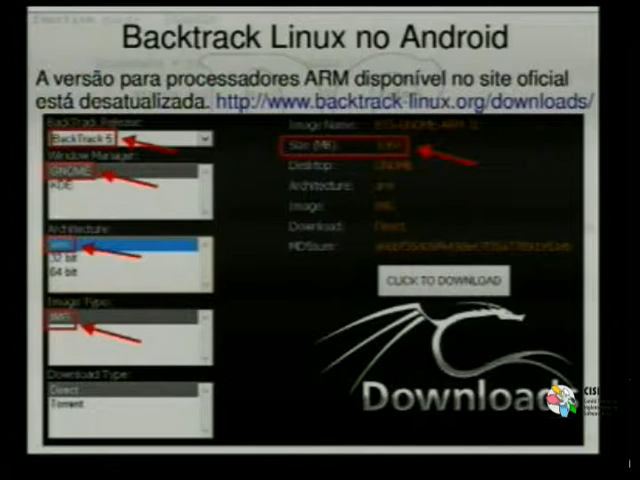 Backtrack Linux no Android
A versão para processadores ARM disponível no site oficial
está desatualizada. http://www.backtrack-linux.org/downloads/
BackTrack Release:
BackTrack 5
Window Manager:
GNOME
KDE
Architecture:
32 bit
64 bit
Image Type:
IMG
Download Type:
Direct
Torrent
Image Name:
Size (MB):
Desktop: GNOME
Architecture: arm
Image: IMG
Download: Direct
MD5sum:
CLICK TO DOWNLOAD
Download